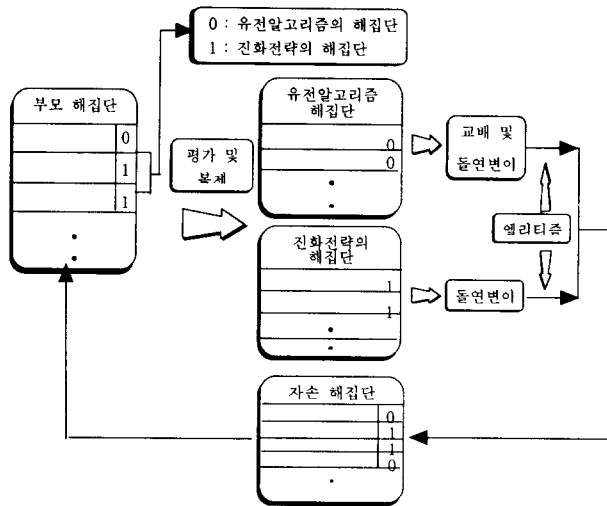 0 : 유전알고리즘의 해집단
1 : 진화전략의 해집단
부모 해집단
0
1
1
평가 및
복제
유전알고리즘
해집단
0
0
교배 및
돌연변이
엘리티즘
진화전략의
해집단
1
1
돌연변이
자손 해집단
0
1
1
0